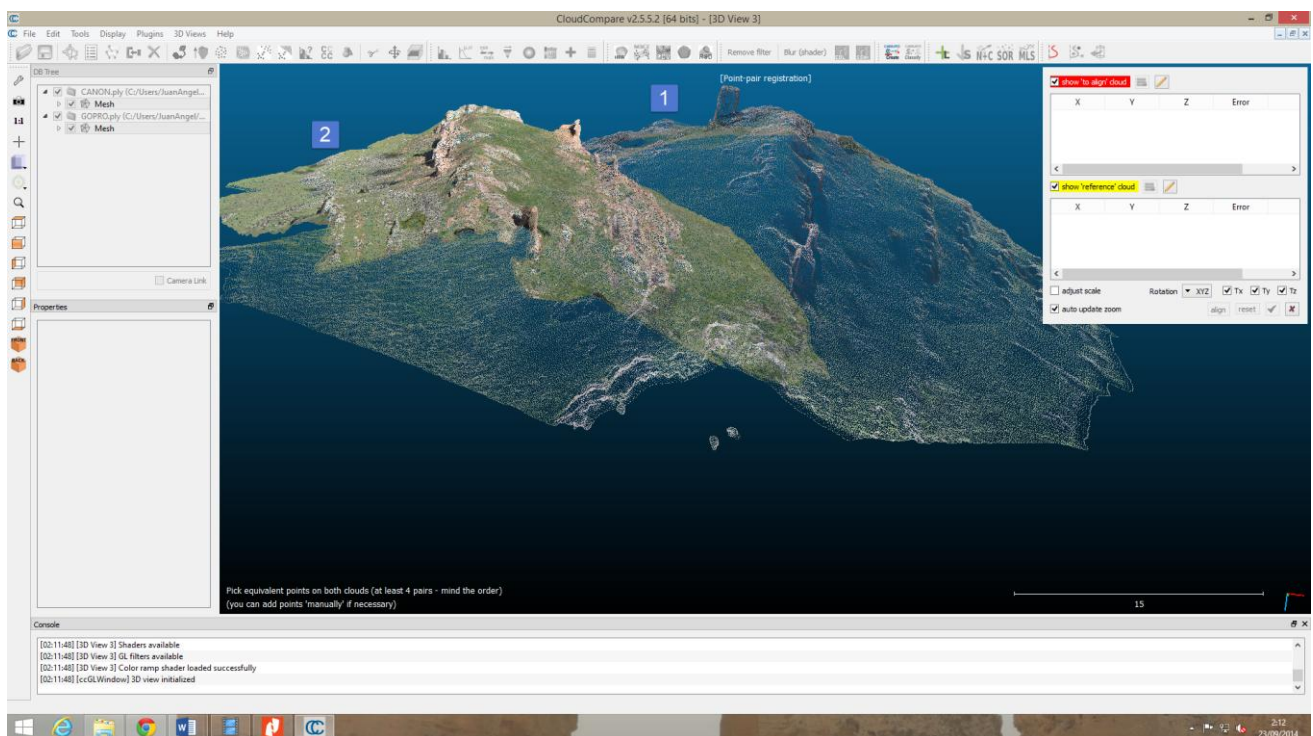 CloudCompare v2.5.5.2 [64 bits] - [3D View 3]
File Edit Tools Display Plugins 3D Views Help
Remove filter Blur (shader) N+C SOR MLS
DB Tree
CANON.ply (C:/Users/JuanAngel...
Mesh
GOPRO.ply (C:/Users/JuanAngel/...
Mesh
1:1
Camera Link
Properties
FRONT
BACK
[Point-pair registration]
1
2
show 'to align' cloud
X Y Z Error
show 'reference' cloud
X Y Z Error
adjust scale Rotation XYZ Tx Ty Tz
auto update zoom align reset
Pick equivalent points on both clouds (at least 4 pairs - mind the order)
(you can add points 'manually' if necessary)
15
Console
[02:11:48] [3D View 3] Shaders available
[02:11:48] [3D View 3] GL filters available
[02:11:48] [3D View 3] Color ramp shader loaded successfully
[02:11:48] [ccGLWindow] 3D view initialized
2:12
23/09/2014